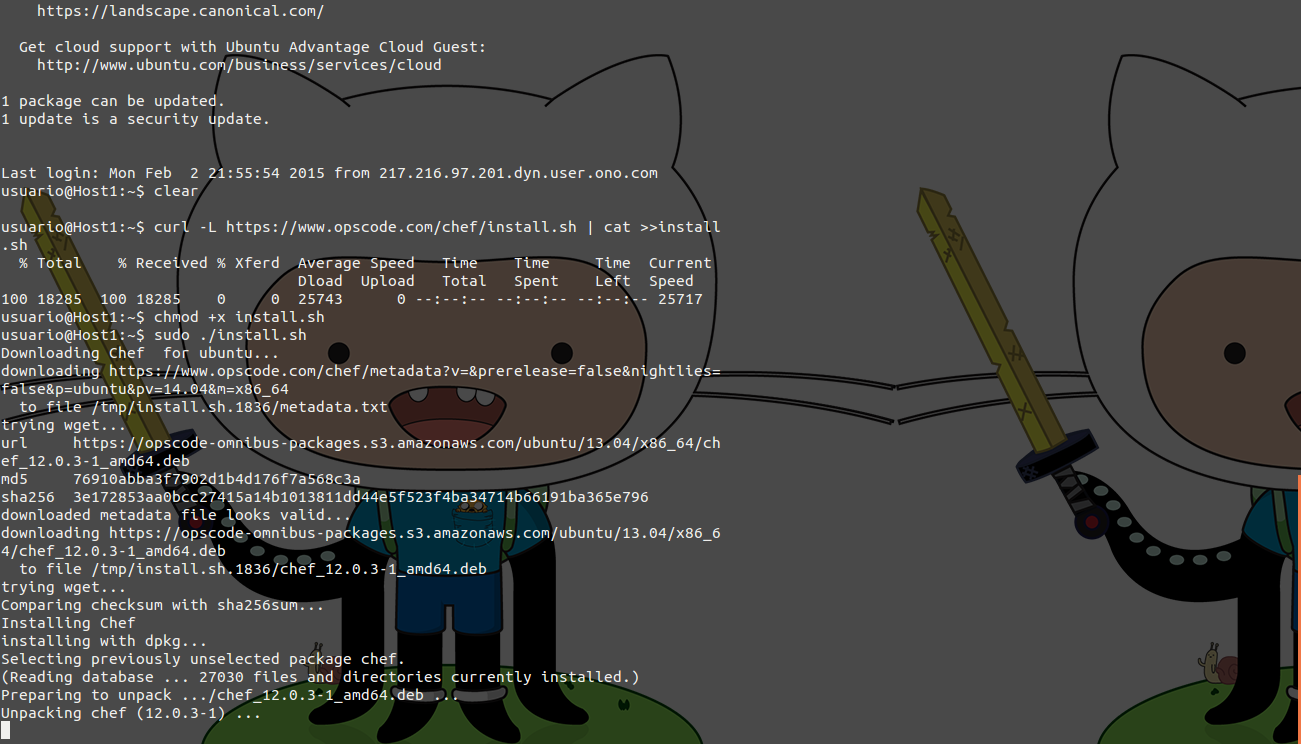 https://landscape.canonical.com/
Get cloud support with Ubuntu Advantage Cloud Guest:
http://www.ubuntu.com/business/services/cloud
1 package can be updated.
1 update is a security update.
Last login: Mon Feb  2 21:55:54 2015 from 217.216.97.201.dyn.user.ono.com
usuario@Host1:~$ clear
usuario@Host1:~$ curl -L https://www.opscode.com/chef/install.sh | cat >>install
.sh
  % Total    % Received % Xferd  Average Speed   Time    Time     Time  Current
                                 Dload  Upload   Total   Spent    Left  Speed
100 18285  100 18285    0     0  25743      0 --:--:-- --:--:-- --:--:-- 25717
usuario@Host1:~$ chmod +x install.sh
usuario@Host1:~$ sudo ./install.sh
Downloading Chef  for ubuntu...
downloading https://www.opscode.com/chef/metadata?v=&prerelease=false&nightlies=
false&p=ubuntu&pv=14.04&m=x86_64
  to file /tmp/install.sh.1836/metadata.txt
trying wget...
url     https://opscode-omnibus-packages.s3.amazonaws.com/ubuntu/13.04/x86_64/ch
ef_12.0.3-1_amd64.deb
md5     76910abba3f7902d1b4d176f7a568c3a
sha256  3e172853aa0bcc27415a14b1013811dd44e5f523f4ba34714b66191ba365e796
downloaded metadata file looks valid...
downloading https://opscode-omnibus-packages.s3.amazonaws.com/ubuntu/13.04/x86_6
4/chef_12.0.3-1_amd64.deb
  to file /tmp/install.sh.1836/chef_12.0.3-1_amd64.deb
trying wget...
Comparing checksum with sha256sum...
Installing Chef
installing with dpkg...
Selecting previously unselected package chef.
(Reading database ... 27030 files and directories currently installed.)
Preparing to unpack .../chef_12.0.3-1_amd64.deb ...
Unpacking chef (12.0.3-1) ...